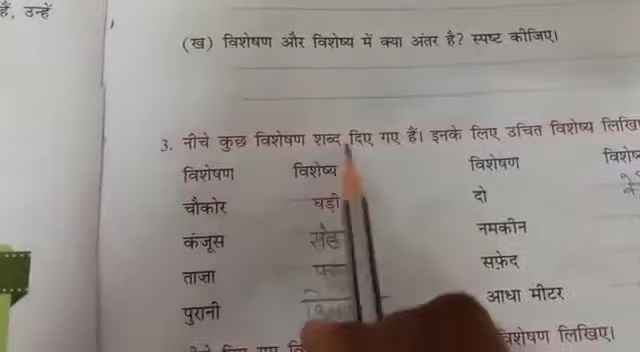 हैं, उन्हें
(ख) विशेषण और विशेष्य में क्या अंतर है? स्पष्ट कीजिए।
3. नीचे कुछ विशेषण शब्द दिए गए हैं। इनके लिए उचित विशेष्य
विशेषण विशेष्य विशेषण
चौकोर घड़ी दो
कंजूस सेठ नमकीन
ताज़ा सफ़ेद
पुरानी आधा मीटर
विशेषण लिखिए।